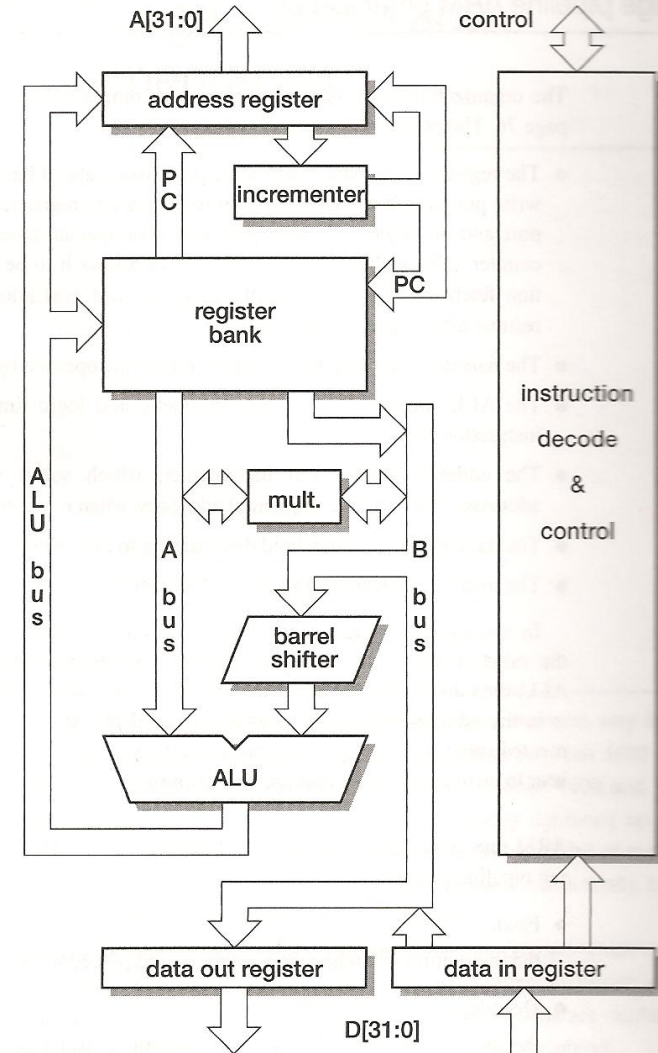 A[31:0]
control
address register
P
C
incrementer
PC
register
bank
instruction
decode
&
control
mult.
A
L
U
b
u
s
A
b
u
s
B
b
u
s
barrel
shifter
ALU
data out register
data in register
D[31:0]